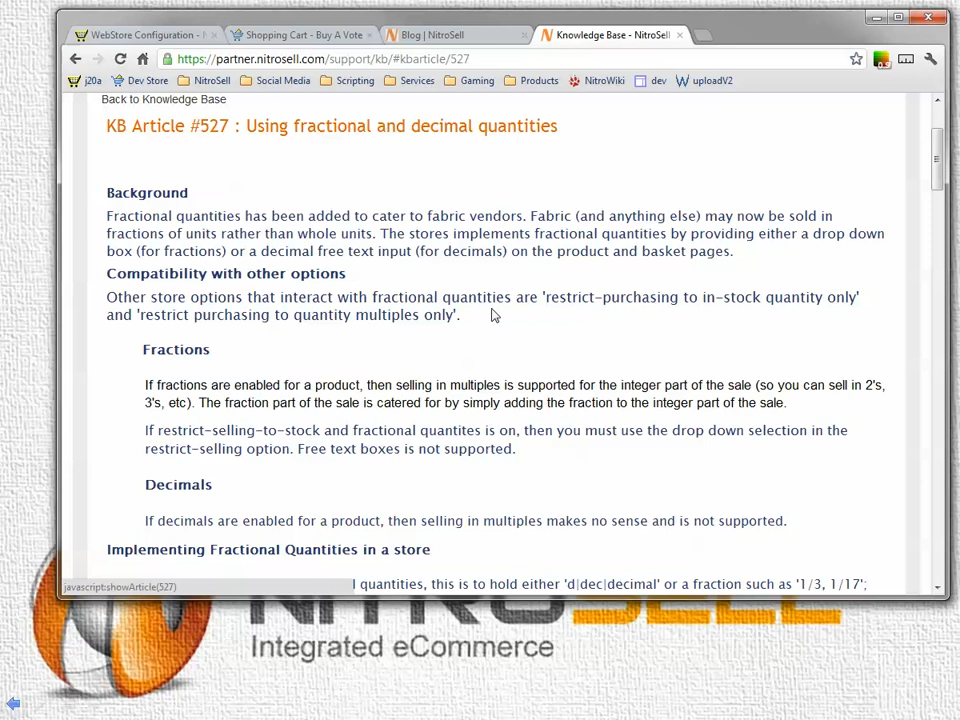 WebStore Configuration - N
Shopping Cart - Buy A Vote
Blog | NitroSell
Knowledge Base - NitroSell
https://partner.nitrosell.com/support/kb/#kbarticle/527
j20a
Dev Store
NitroSell
Social Media
Scripting
Services
Gaming
Products
NitroWiki
dev
uploadV2
Back to Knowledge Base
KB Article #527 : Using fractional and decimal quantities
Background
Fractional quantities has been added to cater to fabric vendors. Fabric (and anything else) may now be sold in
fractions of units rather than whole units. The stores implements fractional quantities by providing either a drop down
box (for fractions) or a decimal free text input (for decimals) on the product and basket pages.
Compatibility with other options
Other store options that interact with fractional quantities are 'restrict-purchasing to in-stock quantity only'
and 'restrict purchasing to quantity multiples only'.
Fractions
If fractions are enabled for a product, then selling in multiples is supported for the integer part of the sale (so you can sell in 2's,
3's, etc). The fraction part of the sale is catered for by simply adding the fraction to the integer part of the sale.
If restrict-selling-to-stock and fractional quantites is on, then you must use the drop down selection in the
restrict-selling option. Free text boxes is not supported.
Decimals
If decimals are enabled for a product, then selling in multiples makes no sense and is not supported.
Implementing Fractional Quantities in a store
l quantities, this is to hold either 'd|dec|decimal' or a fraction such as '1/3, 1/17';
javascript:showArticle(527)
NITROSELL
Integrated eCommerce